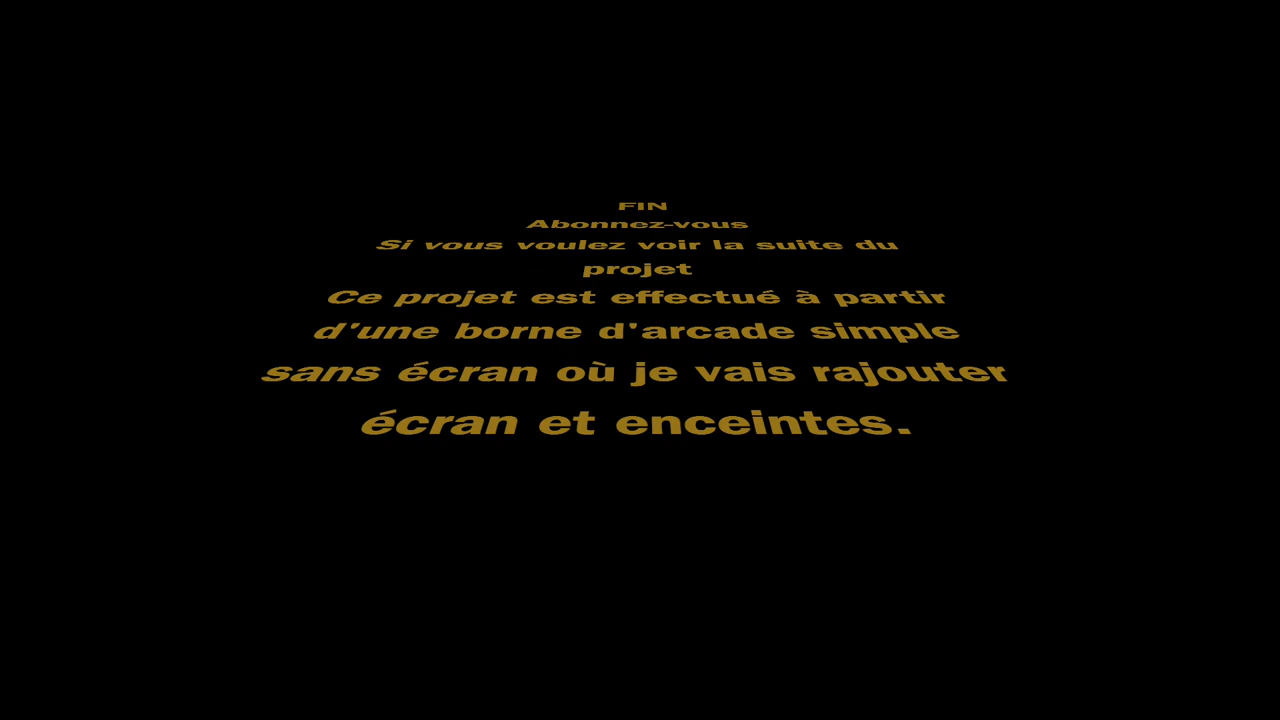 FIN
Abonnez-vous
Si vous voulez voir la suite du
projet
Ce projet est effectué à partir
d'une borne d'arcade simple
sans écran où je vais rajouter
écran et enceintes.